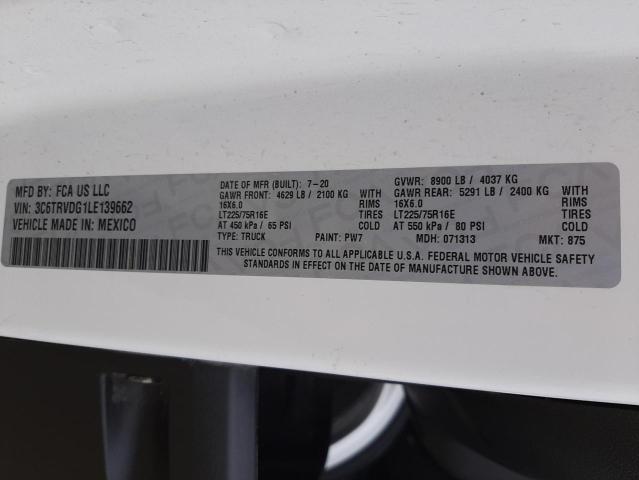 MFD BY: FCA US LLC
VIN: 3C6TRVDG1LE139662
VEHICLE MADE IN: MEXICO
DATE OF MFR (BUILT): 7-20 GVWR: 8900 LB / 4037 KG
GAWR FRONT: 4629 LB / 2100 KG GAWR REAR: 5291 LB / 2400 KG
16X6.0 RIMS 16X6.0 RIMS
LT225/75R16E TIRES LT225/75R16E TIRES
AT 450 kPa / 65 PSI COLD AT 550 kPa / 80 PSI COLD
TYPE: TRUCK PAINT: PW7 MDH: 071313 MKT: 875
THIS VEHICLE CONFORMS TO ALL APPLICABLE U.S.A. FEDERAL MOTOR VEHICLE SAFETY
STANDARDS IN EFFECT ON THE DATE OF MANUFACTURE SHOWN ABOVE.